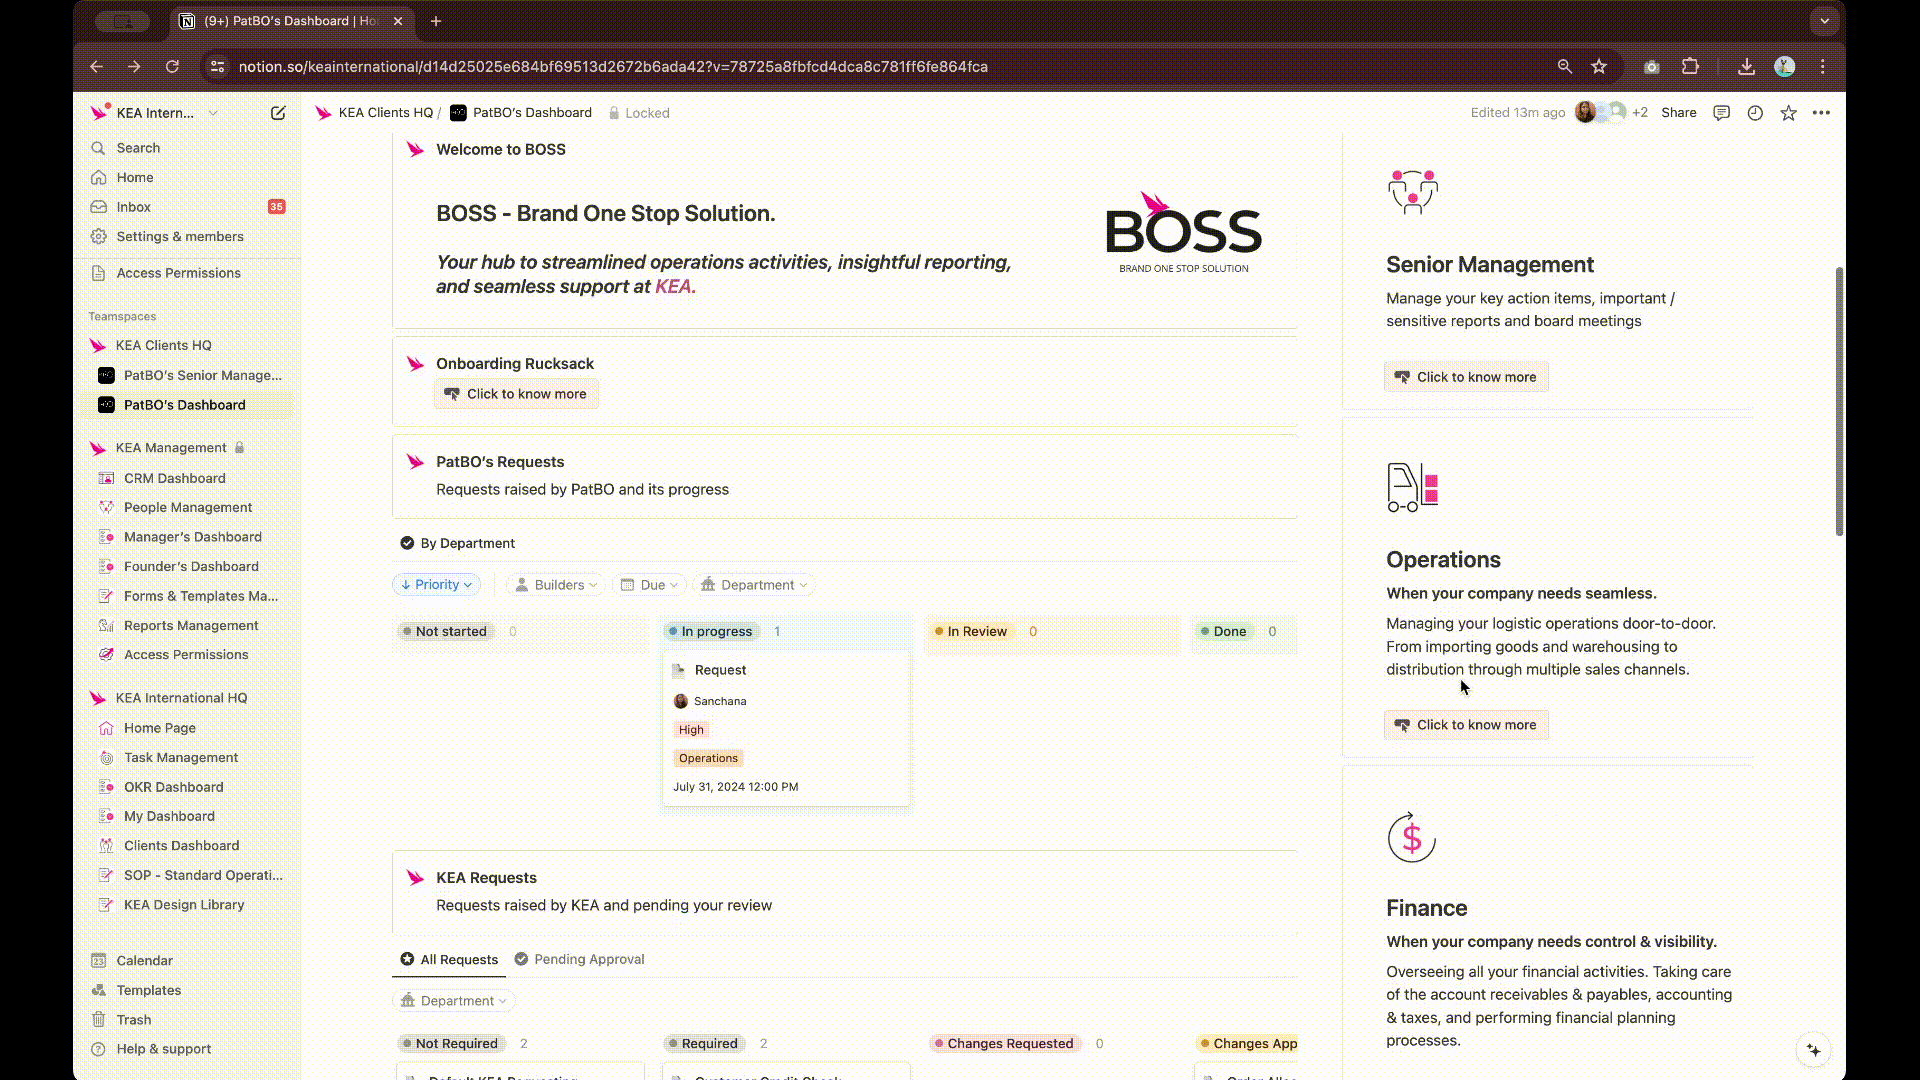 (9+) PatBO's Dashboard | Ho
notion.so/keainternational/d14d25025e684bf69513d2672b6ada42?v=78725a8fbfcd4dca8c781ff6fe864fca
KEA Intern...
Search
Home
Inbox
35
Settings & members
Access Permissions
Teamspaces
KEA Clients HQ
PatBO's Senior Manage...
PatBO's Dashboard
KEA Management
CRM Dashboard
People Management
Manager's Dashboard
Founder's Dashboard
Forms & Templates Ma...
Reports Management
Access Permissions
KEA International HQ
Home Page
Task Management
OKR Dashboard
My Dashboard
Clients Dashboard
SOP - Standard Operati...
KEA Design Library
Calendar
Templates
Trash
Help & support
KEA Clients HQ / PatBO's Dashboard Locked
Edited 13m ago +2 Share
Welcome to BOSS
BOSS - Brand One Stop Solution.
Your hub to streamlined operations activities, insightful reporting,
and seamless support at KEA.
BOSS
BRAND ONE STOP SOLUTION
Onboarding Rucksack
Click to know more
PatBO's Requests
Requests raised by PatBO and its progress
By Department
Priority Builders Due Department
Not started 0 In progress 1 In Review 0 Done 0
Request
Sanchana
High
Operations
July 31, 2024 12:00 PM
KEA Requests
Requests raised by KEA and pending your review
All Requests Pending Approval
Department
Not Required 2 Required 2 Changes Requested 0 Changes App
Senior Management
Manage your key action items, important /
sensitive reports and board meetings
Click to know more
Operations
When your company needs seamless.
Managing your logistic operations door-to-door.
From importing goods and warehousing to
distribution through multiple sales channels.
Click to know more
Finance
When your company needs control & visibility.
Overseeing all your financial activities. Taking care
of the account receivables & payables, accounting
& taxes, and performing financial planning
processes.